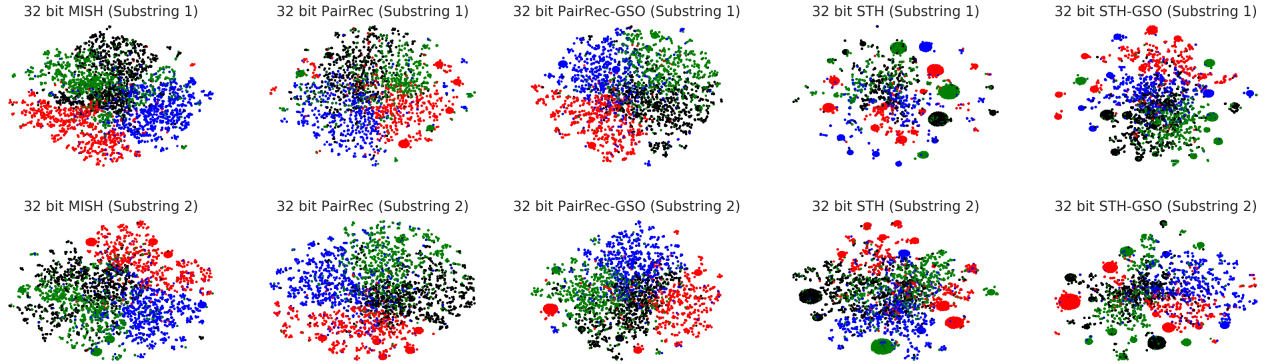 32 bit MISH (Substring 1)
32 bit PairRec (Substring 1)
32 bit PairRec-GSO (Substring 1)
32 bit STH (Substring 1)
32 bit STH-GSO (Substring 1)
32 bit MISH (Substring 2)
32 bit PairRec (Substring 2)
32 bit PairRec-GSO (Substring 2)
32 bit STH (Substring 2)
32 bit STH-GSO (Substring 2)